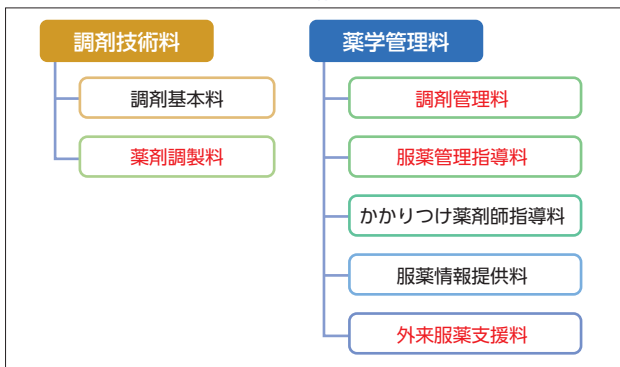 調剤技術料
調剤基本料
薬剤調製料
薬学管理料
調剤管理料
服薬管理指導料
かかりつけ薬剤師指導料
服薬情報提供料
外来服薬支援料